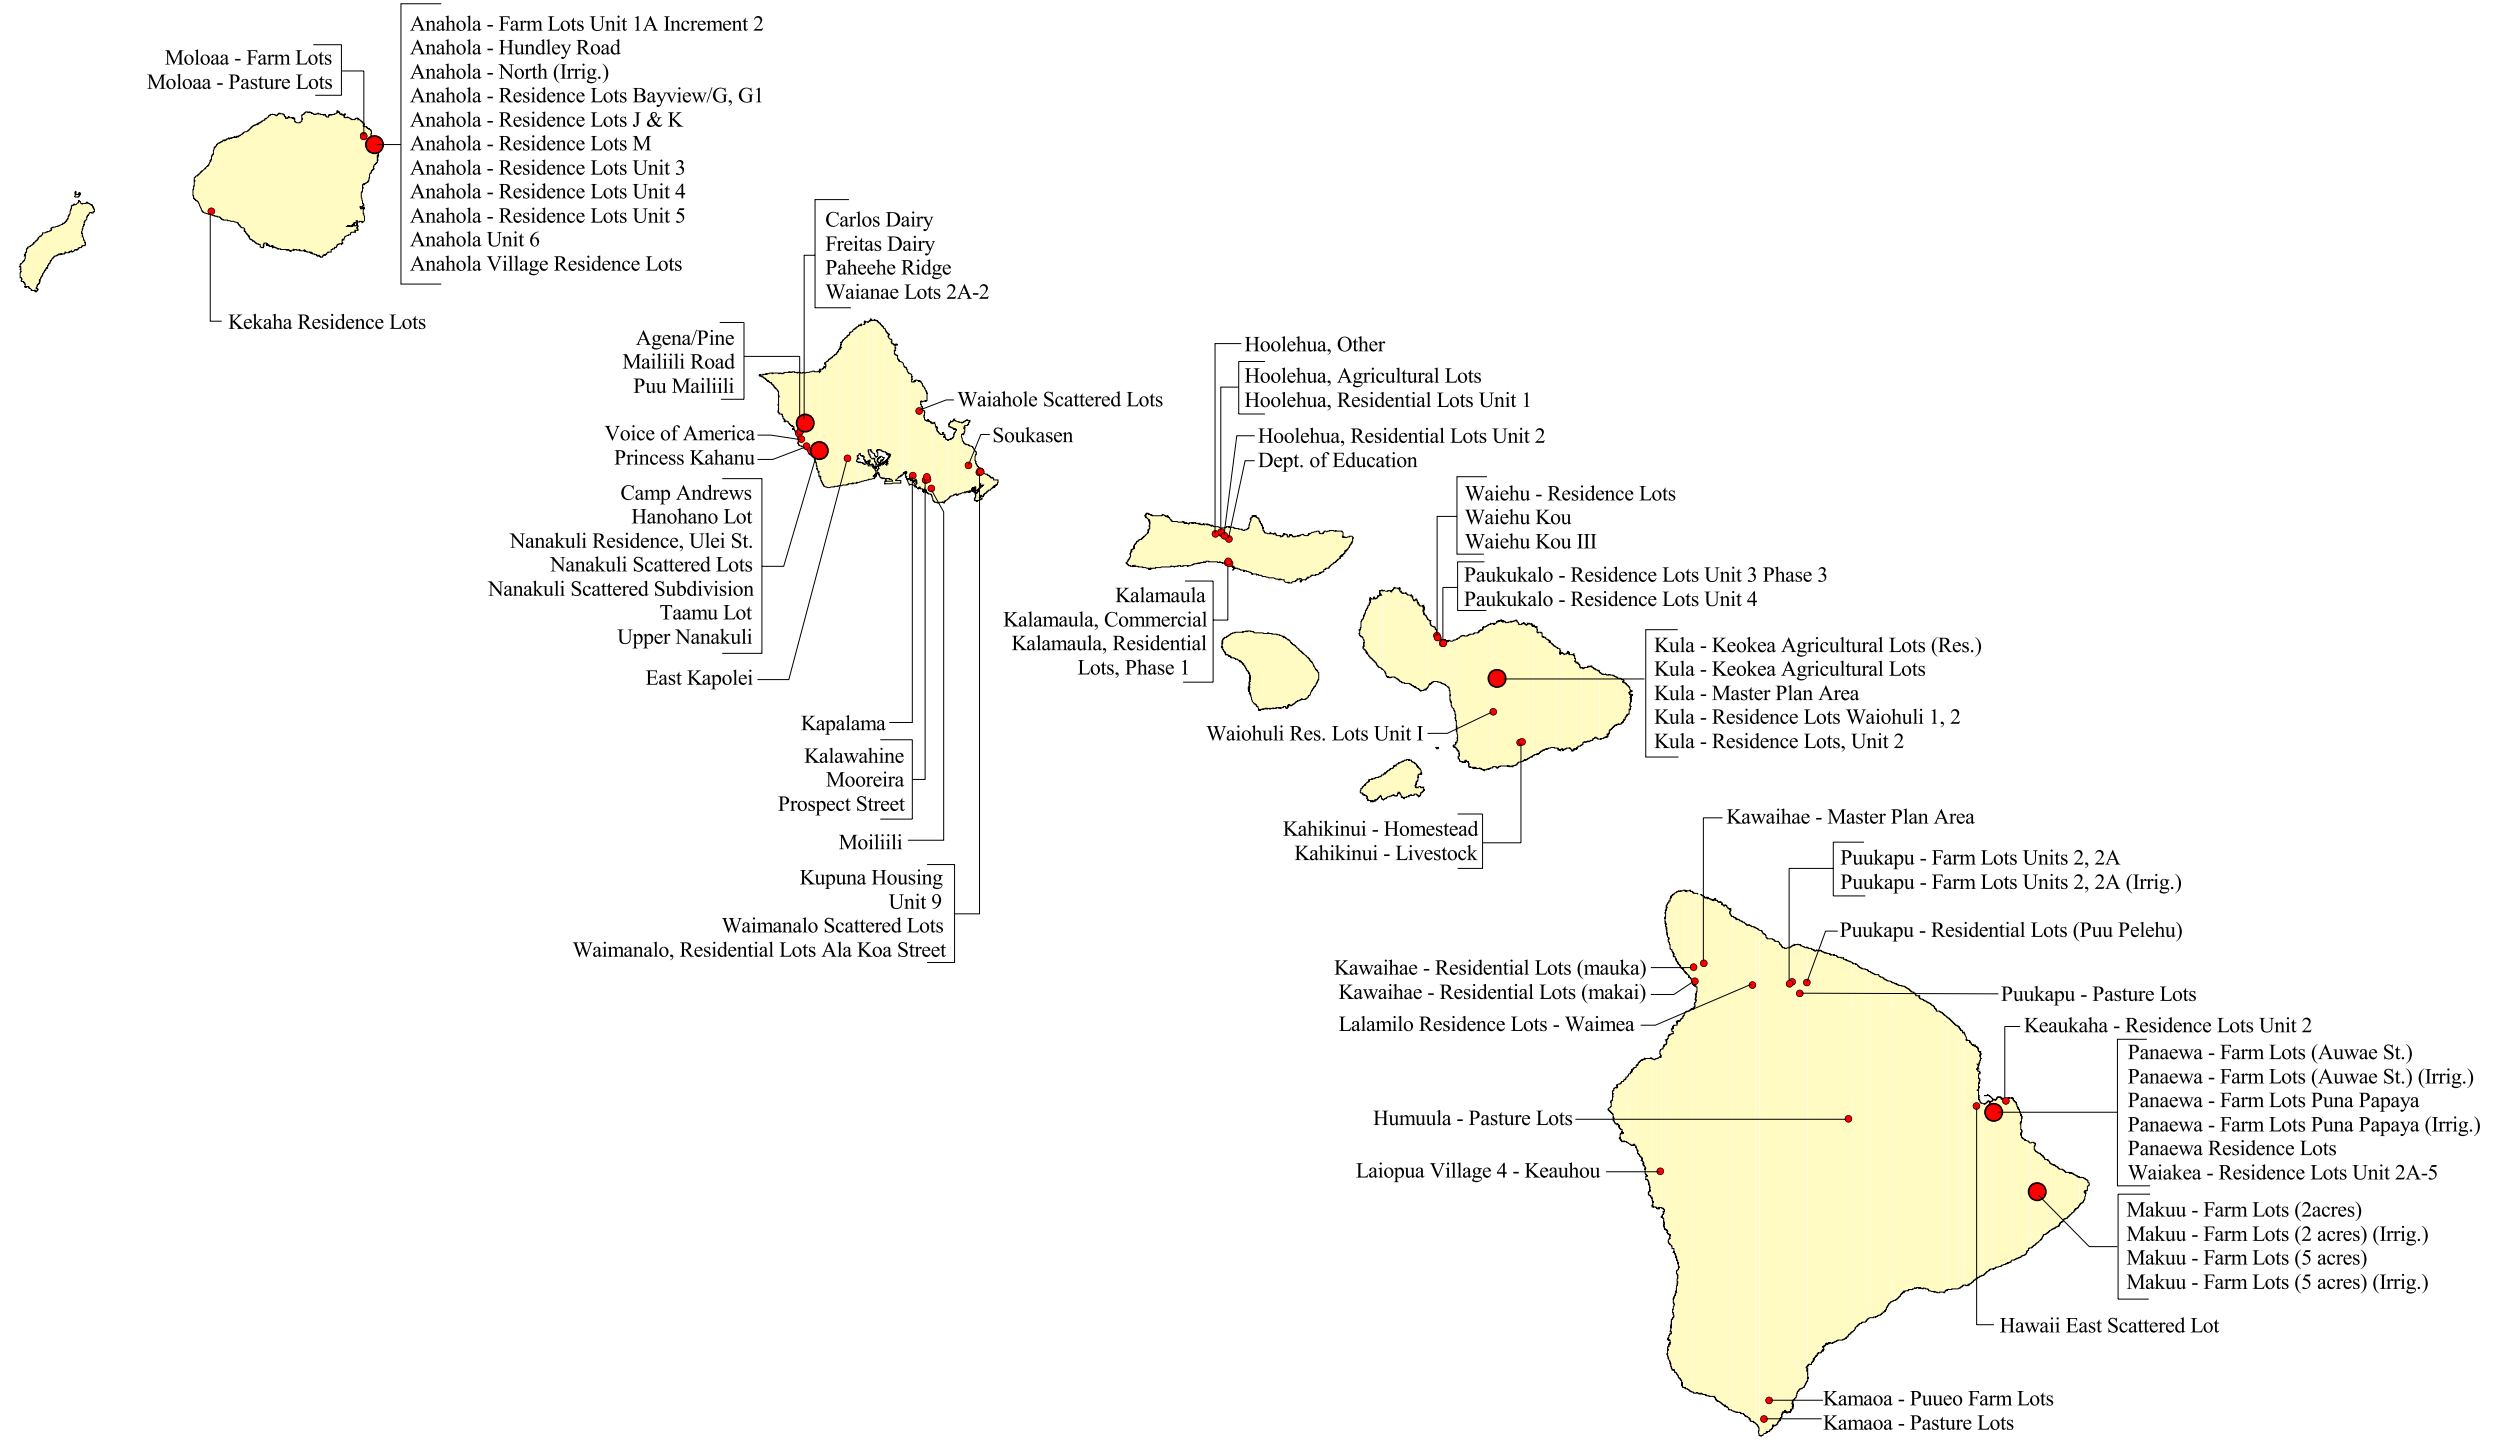 Moloaa - Farm Lots
Moloaa - Pasture Lots
Anahola - Farm Lots Unit 1A Increment 2
Anahola - Hundley Road
Anahola - North (Irrig.)
Anahola - Residence Lots Bayview/G, G1
Anahola - Residence Lots J & K
Anahola - Residence Lots M
Anahola - Residence Lots Unit 3
Anahola - Residence Lots Unit 4
Anahola - Residence Lots Unit 5
Anahola Unit 6
Anahola Village Residence Lots
Kekaha Residence Lots
Carlos Dairy
Freitas Dairy
Paheehe Ridge
Waianae Lots 2A-2
Agena/Pine
Mailiili Road
Puu Mailiili
Voice of America
Princess Kahanu
Camp Andrews
Hanohano Lot
Nanakuli Residence, Ulei St.
Nanakuli Scattered Lots
Nanakuli Scattered Subdivision
Taamu Lot
Upper Nanakuli
East Kapolei
Waiahole Scattered Lots
Soukasen
Kapalama
Kalawahine
Mooreira
Prospect Street
Moiliili
Kupuna Housing
Unit 9
Waimanalo Scattered Lots
Waimanalo, Residential Lots Ala Koa Street
Hoolehua, Other
Hoolehua, Agricultural Lots
Hoolehua, Residential Lots Unit 1
Hoolehua, Residential Lots Unit 2
Dept. of Education
Kalamaula
Kalamaula, Commercial
Kalamaula, Residential
Lots, Phase 1
Waiehu - Residence Lots
Waiehu Kou
Waiehu Kou III
Paukukalo - Residence Lots Unit 3 Phase 3
Paukukalo - Residence Lots Unit 4
Kula - Keokea Agricultural Lots (Res.)
Kula - Keokea Agricultural Lots
Kula - Master Plan Area
Kula - Residence Lots Waiohuli 1, 2
Kula - Residence Lots, Unit 2
Waiohuli Res. Lots Unit I
Kahikinui - Homestead
Kahikinui - Livestock
Kawaihae - Master Plan Area
Puukapu - Farm Lots Units 2, 2A
Puukapu - Farm Lots Units 2, 2A (Irrig.)
Puukapu - Residential Lots (Puu Pelehu)
Kawaihae - Residential Lots (mauka)
Kawaihae - Residential Lots (makai)
Lalamilo Residence Lots - Waimea
Puukapu - Pasture Lots
Keaukaha - Residence Lots Unit 2
Panaewa - Farm Lots (Auwae St.)
Panaewa - Farm Lots (Auwae St.) (Irrig.)
Panaewa - Farm Lots Puna Papaya
Panaewa - Farm Lots Puna Papaya (Irrig.)
Panaewa Residence Lots
Waiakea - Residence Lots Unit 2A-5
Humuula - Pasture Lots
Laiopua Village 4 - Keauhou
Makuu - Farm Lots (2acres)
Makuu - Farm Lots (2 acres) (Irrig.)
Makuu - Farm Lots (5 acres)
Makuu - Farm Lots (5 acres) (Irrig.)
Hawaii East Scattered Lot
Kamaoa - Puueo Farm Lots
Kamaoa - Pasture Lots